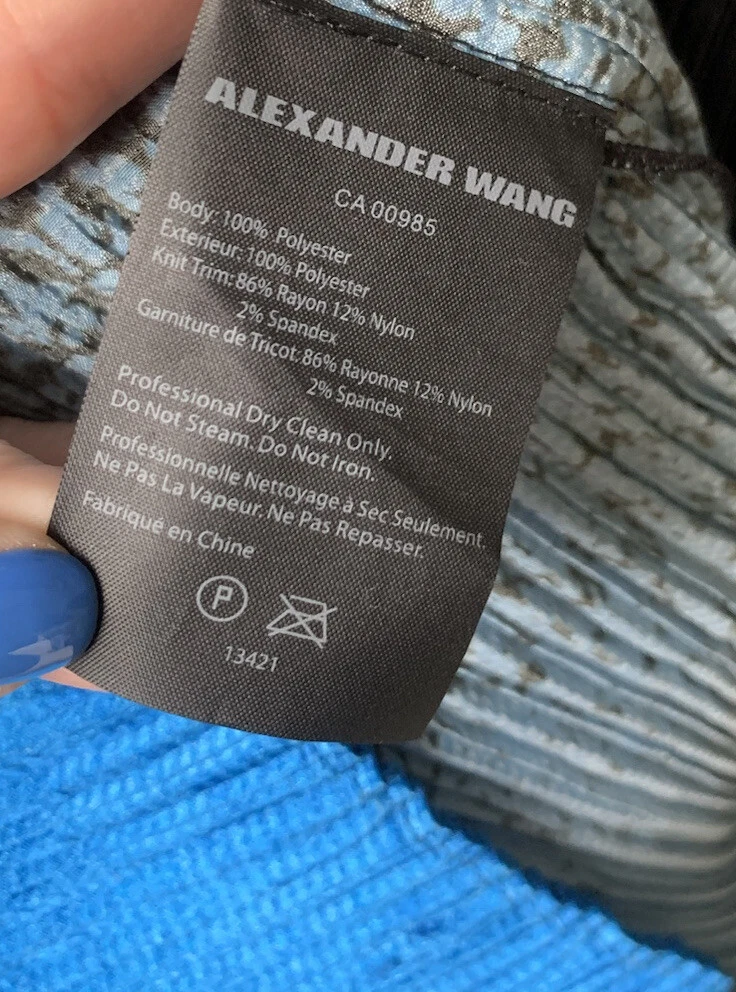 ALEXANDER WANG
CA 00985
Body: 100% Polyester
Exterieur: 100% Polyester
Knit Trim: 86% Rayon 12% Nylon
2% Spandex
Garniture de Tricot: 86% Rayonne 12% Nylon
2% Spandex
Professional Dry Clean Only.
Do Not Steam. Do Not Iron.
Professionnelle Nettoyage à Sec Seulement.
Ne Pas La Vapeur. Ne Pas Repasser.
Fabriqué en Chine
P
13421